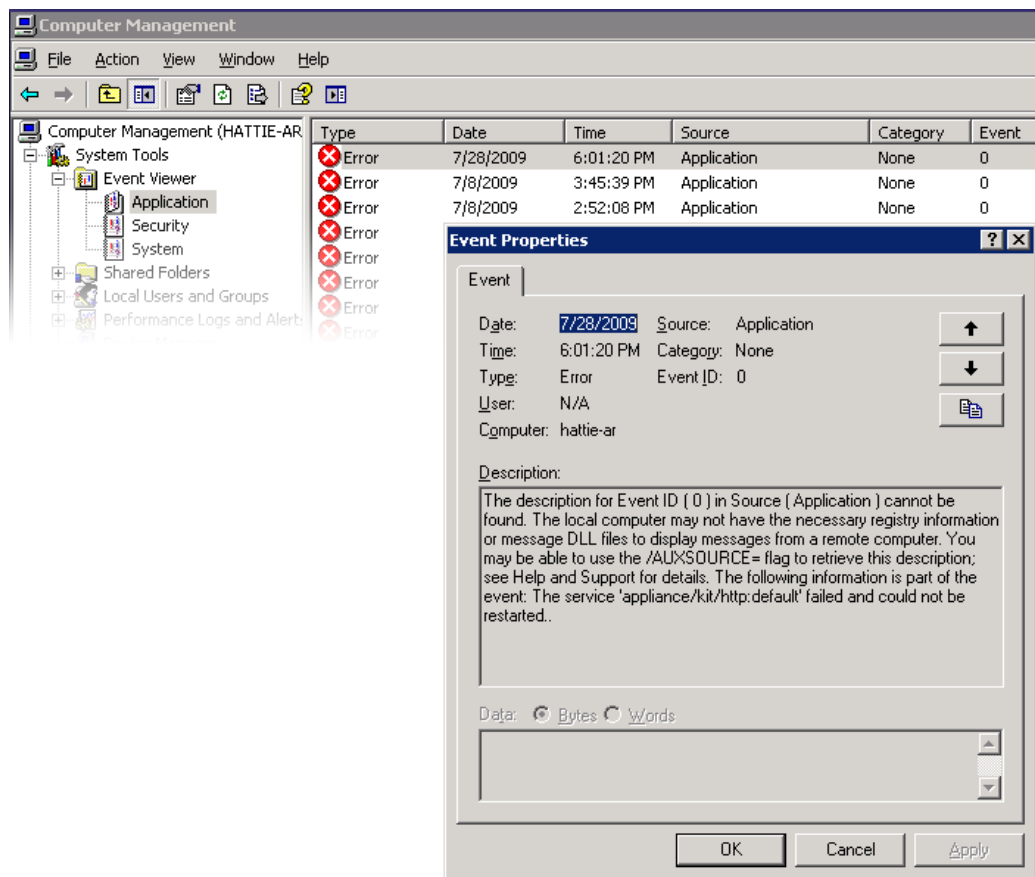 Computer Management
File Action View Window Help
Computer Management (HATTIE-AR
System Tools
Event Viewer
Application
Security
System
Shared Folders
Local Users and Groups
Performance Logs and Alert
Type Date Time Source Category Event
Error 7/28/2009 6:01:20 PM Application None 0
Error 7/8/2009 3:45:39 PM Application None 0
Error 7/8/2009 2:52:08 PM Application None 0
Error
Error
Error
Error
Error
Event Properties
Event
Date: 7/28/2009 Source: Application
Time: 6:01:20 PM Category: None
Type: Error Event ID: 0
User: N/A
Computer: hattie-ar
Description:
The description for Event ID ( 0 ) in Source ( Application ) cannot be
found. The local computer may not have the necessary registry information
or message DLL files to display messages from a remote computer. You
may be able to use the /AUXSOURCE= flag to retrieve this description;
see Help and Support for details. The following information is part of the
event: The service 'appliance/kit/http:default' failed and could not be
restarted..
Data: Bytes Words
OK Cancel Apply